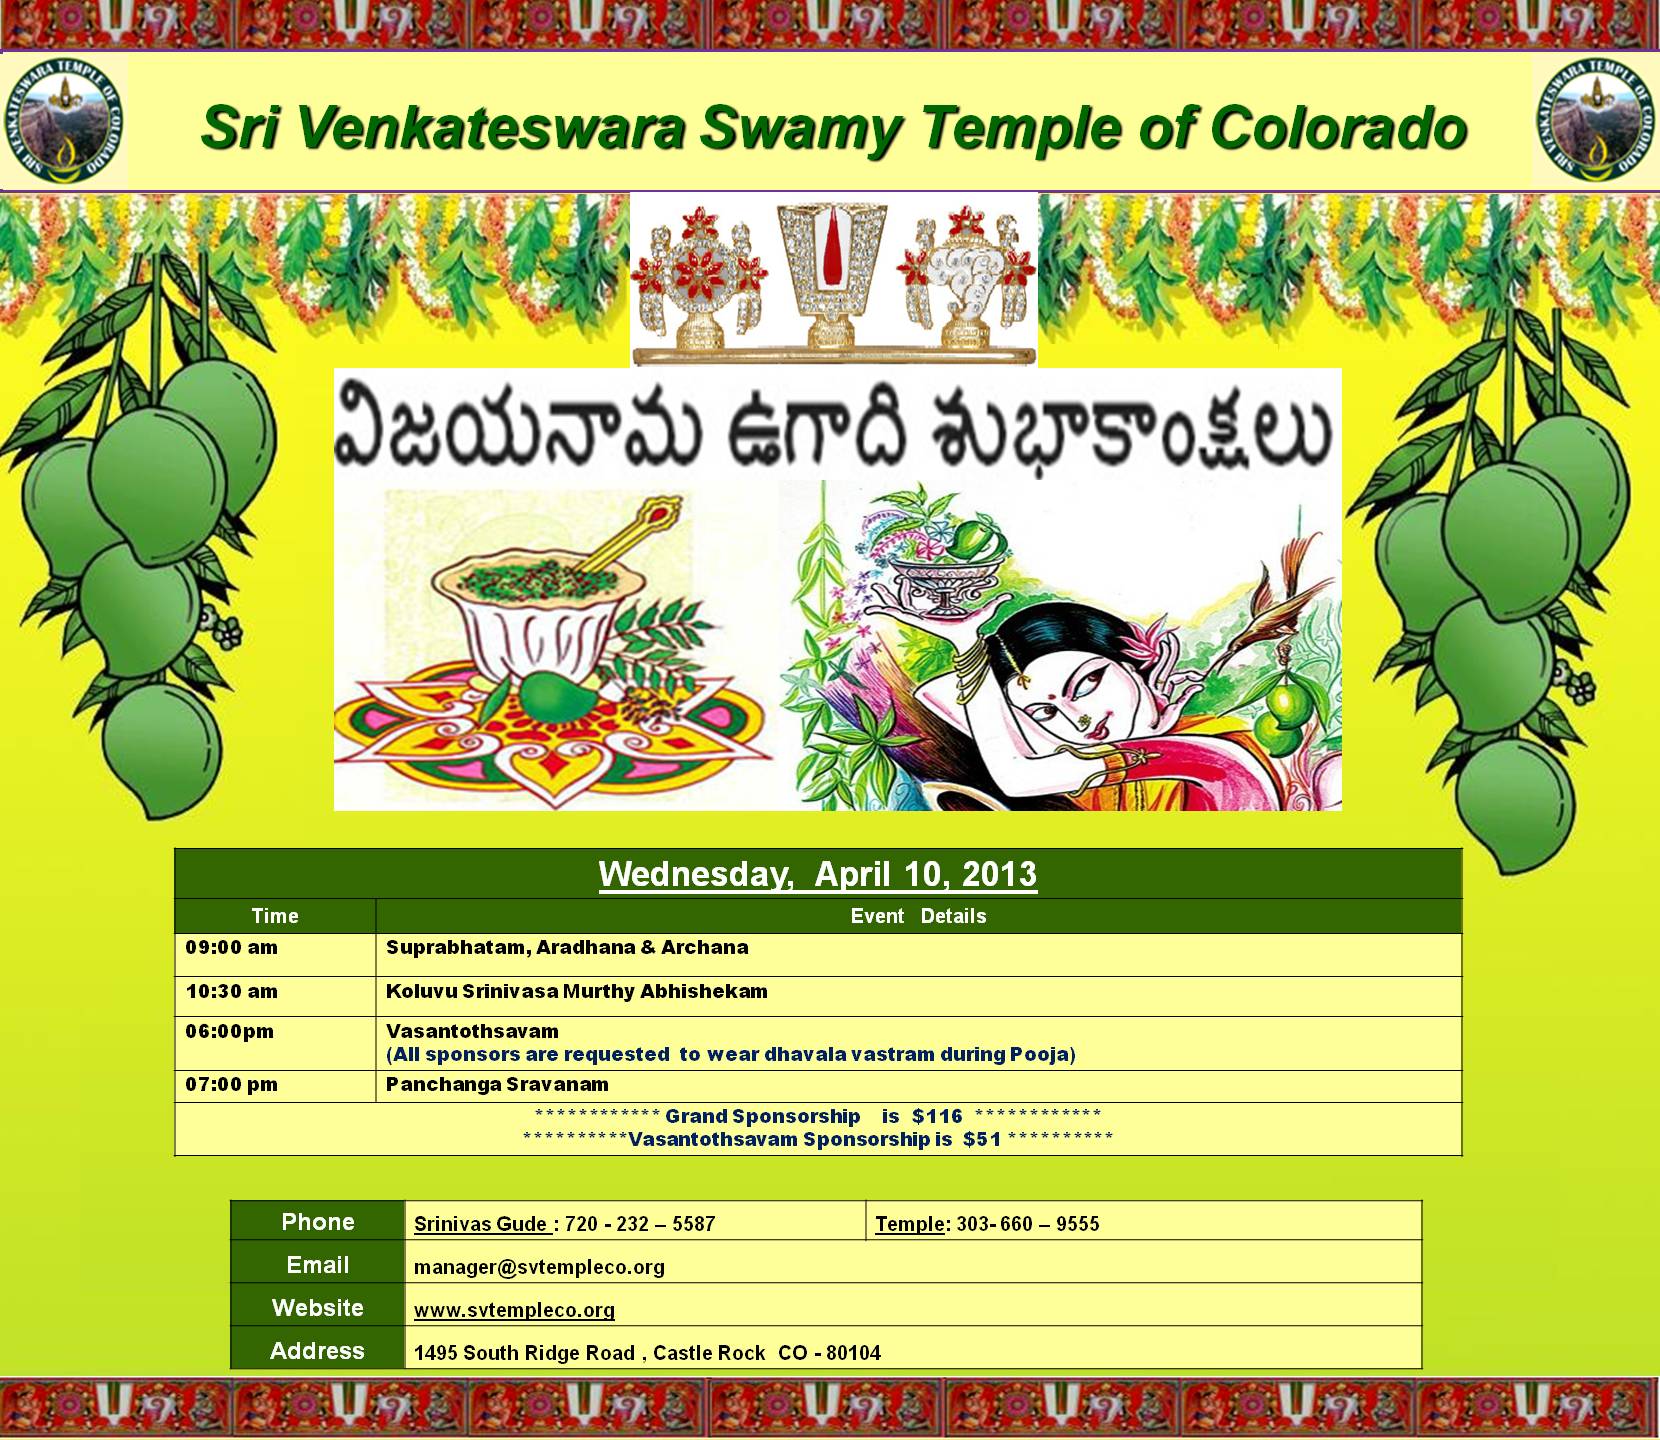 SRI VENKATESWARA TEMPLE OF COLORADO
Sri Venkateswara Swamy Temple of Colorado
SRI VENKATESWARA TEMPLE OF COLORADO
విజయనామ ఉగాది శుభాకాంక్షలు
Wednesday, April 10, 2013
Time Event Details
09:00 am Suprabhatam, Aradhana & Archana
10:30 am Koluvu Srinivasa Murthy Abhishekam
06:00pm Vasantothsavam
(All sponsors are requested to wear dhavala vastram during Pooja)
07:00 pm Panchanga Sravanam
************ Grand Sponsorship is $116 ************
**********Vasantothsavam Sponsorship is $51 **********
Phone Srinivas Gude : 720 - 232 – 5587 Temple: 303- 660 – 9555
Email manager@svtempleco.org
Website www.svtempleco.org
Address 1495 South Ridge Road , Castle Rock CO - 80104